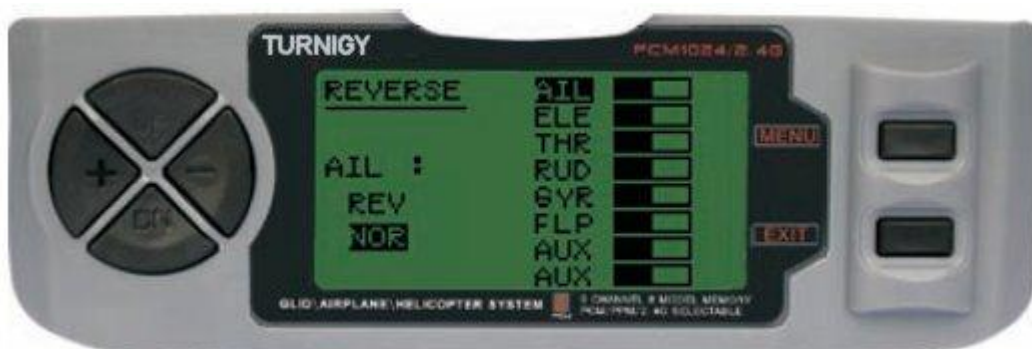 TURNIGY
PCM1024/2.4G
REVERSE
AIL :
REV
NOR
AIL
ELE
THR
RUD
GYR
FLP
AUX
AUX
MENU
EXIT
UP
+
-
DN
GLID\AIRPLANE\HELICOPTER SYSTEM
CHANNEL 8 MODEL MEMORY
PCM/PPM/2.4G SELECTABLE